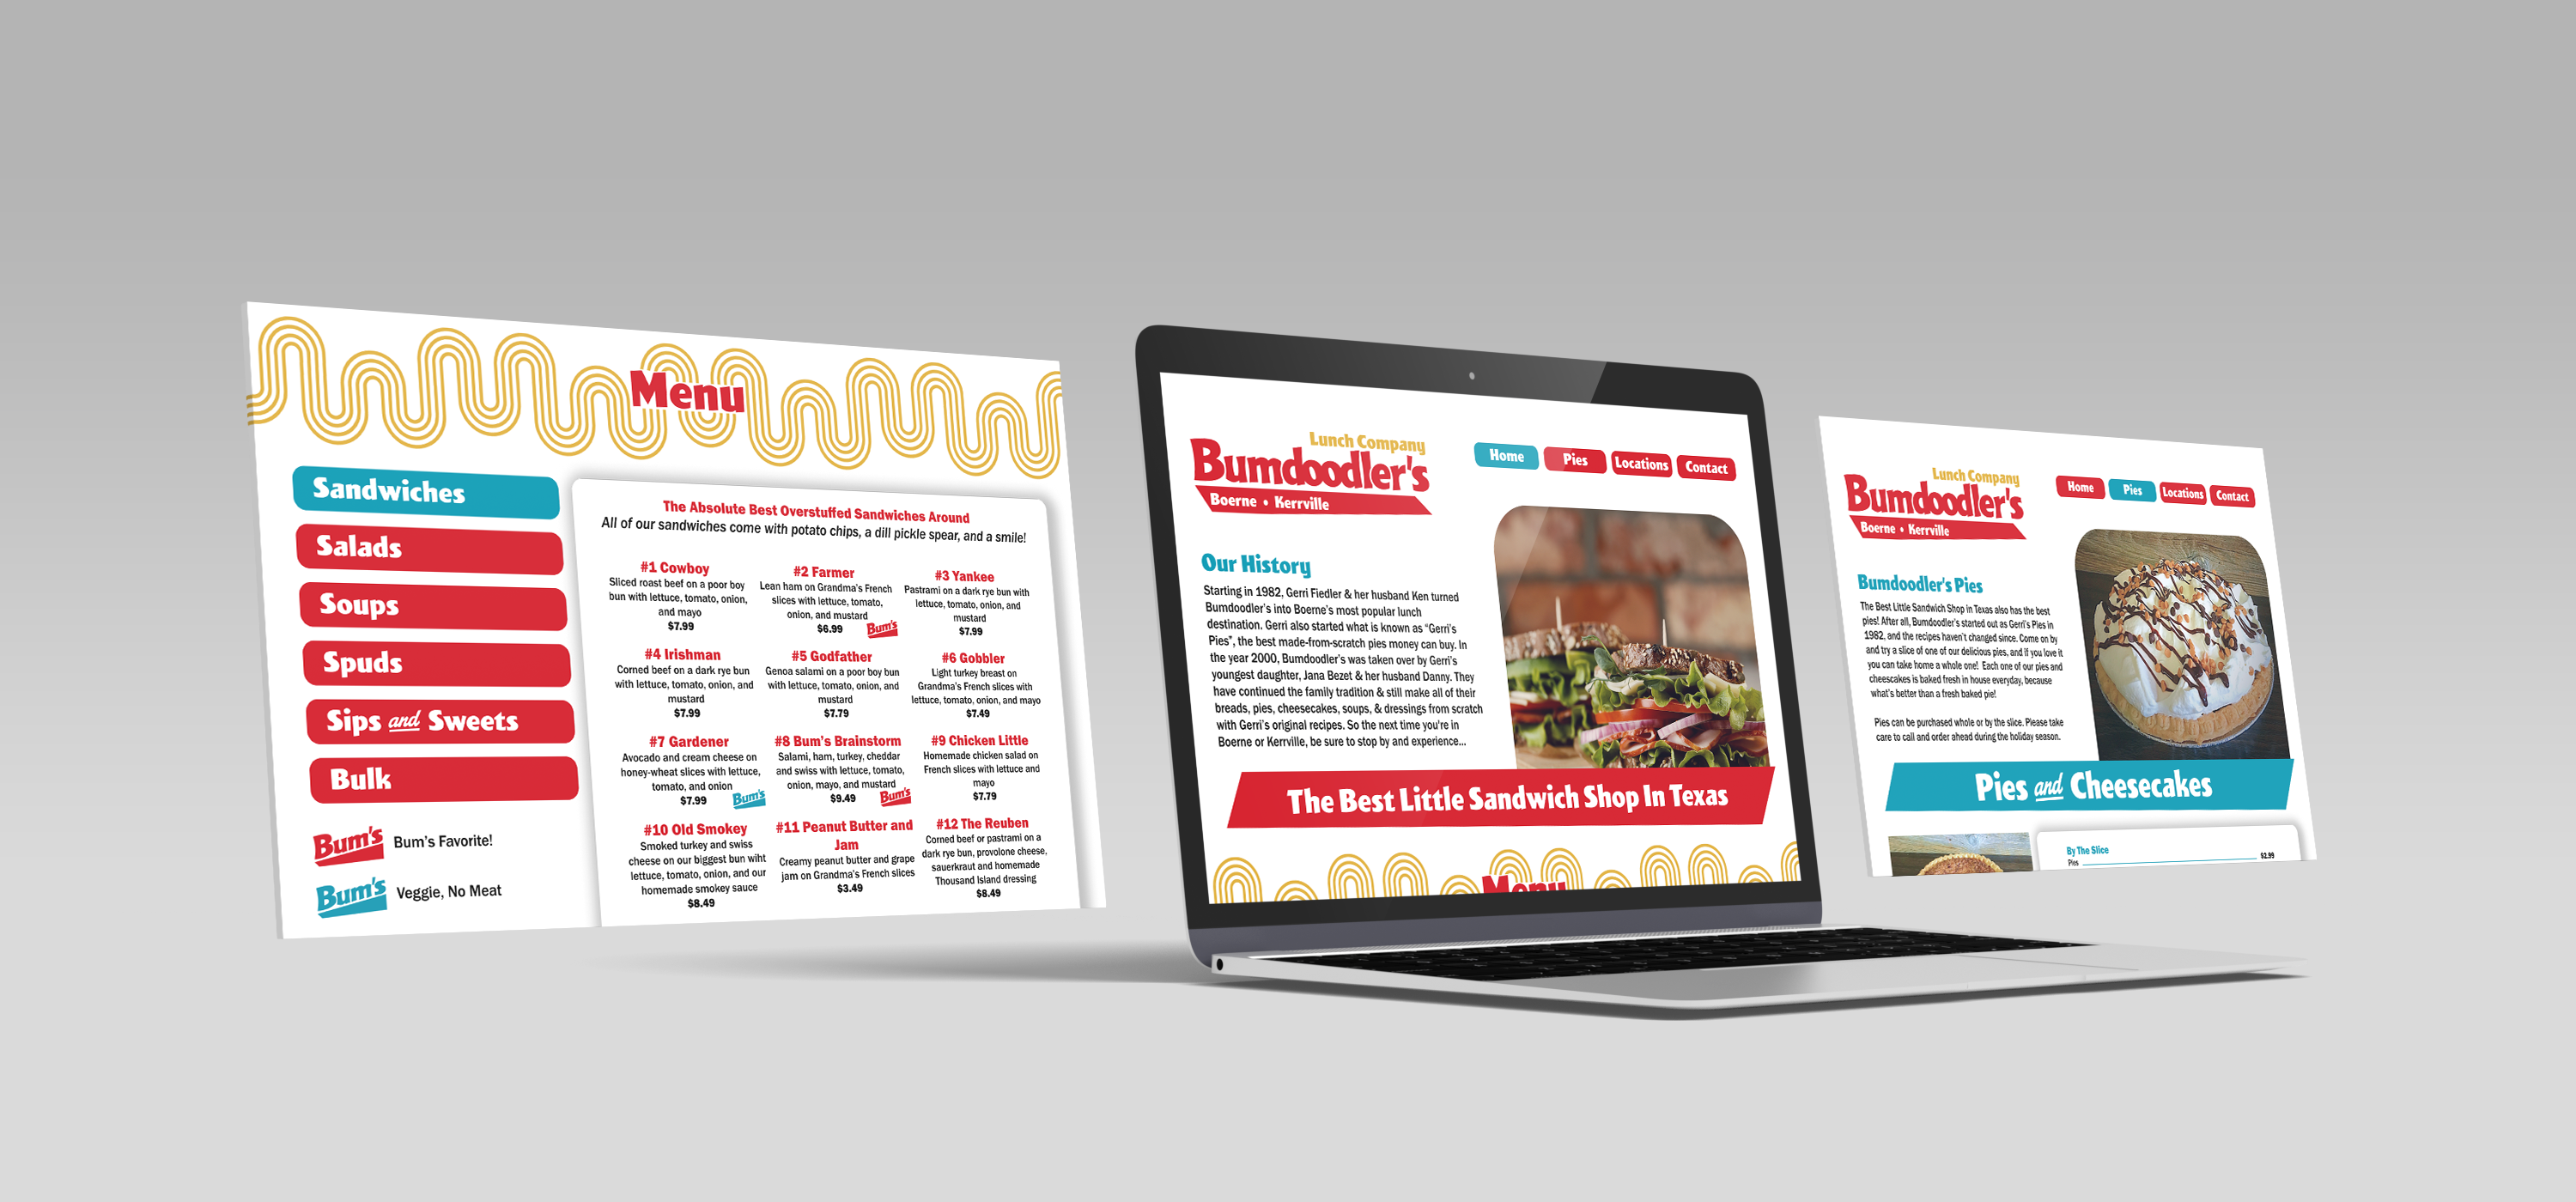 Menu
Sandwiches
Salads
Soups
Spuds
Sips and Sweets
Bulk
Bum's Bum's Favorite!
Bum's Veggie, No Meat
The Absolute Best Overstuffed Sandwiches Around
All of our sandwiches come with potato chips, a dill pickle spear, and a smile!
#1 Cowboy
Sliced roast beef on a poor boy
bun with lettuce, tomato, onion,
and mayo
$7.99
#2 Farmer
Lean ham on Grandma's French
slices with lettuce, tomato,
onion, and mustard
$6.99
Bum's
#3 Yankee
Pastrami on a dark rye bun with
lettuce, tomato, onion, and
mustard
$7.99
#4 Irishman
Corned beef on a dark rye bun
with lettuce, tomato, onion, and
mustard
$7.99
#5 Godfather
Genoa salami on a poor boy bun
with lettuce, tomato, onion, and
mustard
$7.79
#6 Gobbler
Light turkey breast on
Grandma's French slices with
lettuce, tomato, onion, and mayo
$7.49
#7 Gardener
Avocado and cream cheese on
honey-wheat slices with lettuce,
tomato, and onion
$7.99
Bum's
#8 Bum's Brainstorm
Salami, ham, turkey, cheddar
and swiss with lettuce, tomato,
onion, mayo, and mustard
$9.49
Bum's
#9 Chicken Little
Homemade chicken salad on
French slices with lettuce and
mayo
$7.79
#10 Old Smokey
Smoked turkey and swiss
cheese on our biggest bun wiht
lettuce, tomato, onion, and our
homemade smokey sauce
$8.49
#11 Peanut Butter and
Jam
Creamy peanut butter and grape
jam on Grandma's French slices
$3.49
#12 The Reuben
Corned beef or pastrami on a
dark rye bun, provolone cheese,
sauerkraut and homemade
Thousand Island dressing
$8.49
Lunch Company
Bumdoodler's
Boerne • Kerrville
Home Pies Locations Contact
Our History
Starting in 1982, Gerri Fiedler & her husband Ken turned
Bumdoodler's into Boerne's most popular lunch
destination. Gerri also started what is known as "Gerri's
Pies", the best made-from-scratch pies money can buy. In
the year 2000, Bumdoodler's was taken over by Gerri's
youngest daughter, Jana Bezet & her husband Danny. They
have continued the family tradition & still make all of their
breads, pies, cheesecakes, soups, & dressings from scratch
with Gerri's original recipes. So the next time you're in
Boerne or Kerrville, be sure to stop by and experience...
The Best Little Sandwich Shop In Texas
Menu
Lunch Company
Bumdoodler's
Boerne • Kerrville
Home Pies Locations Contact
Bumdoodler's Pies
The Best Little Sandwich Shop in Texas also has the best
pies! After all, Bumdoodler's started out as Gerri's Pies in
1982, and the recipes haven't changed since. Come on by
and try a slice of one of our delicious pies, and if you love it
you can take home a whole one! Each one of our pies and
cheesecakes is baked fresh in house everyday, because
what's better than a fresh baked pie!
Pies can be purchased whole or by the slice. Please take
care to call and order ahead during the holiday season.
Pies and Cheesecakes
By The Slice
Pies $2.99